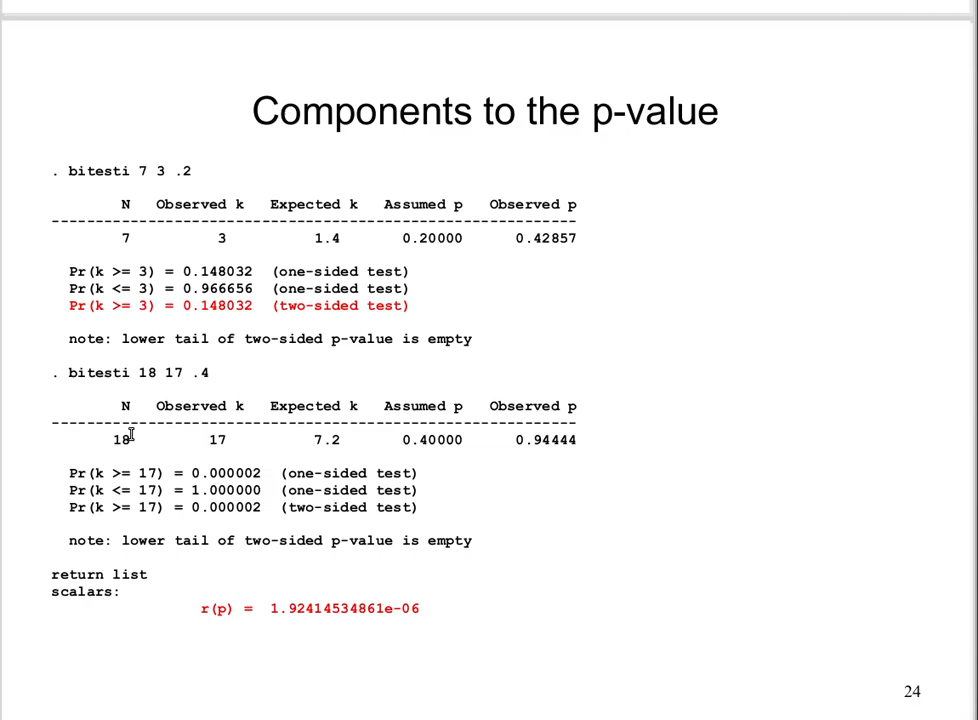 Components to the p-value
. bitesti 7 3 .2
N Observed k Expected k Assumed p Observed p
------------------------------------------------------------
7 3 1.4 0.20000 0.42857
Pr(k >= 3) = 0.148032 (one-sided test)
Pr(k <= 3) = 0.966656 (one-sided test)
Pr(k >= 3) = 0.148032 (two-sided test)
note: lower tail of two-sided p-value is empty
. bitesti 18 17 .4
N Observed k Expected k Assumed p Observed p
------------------------------------------------------------
18 17 7.2 0.40000 0.94444
Pr(k >= 17) = 0.000002 (one-sided test)
Pr(k <= 17) = 1.000000 (one-sided test)
Pr(k >= 17) = 0.000002 (two-sided test)
note: lower tail of two-sided p-value is empty
return list
scalars:
r(p) = 1.92414534861e-06
24